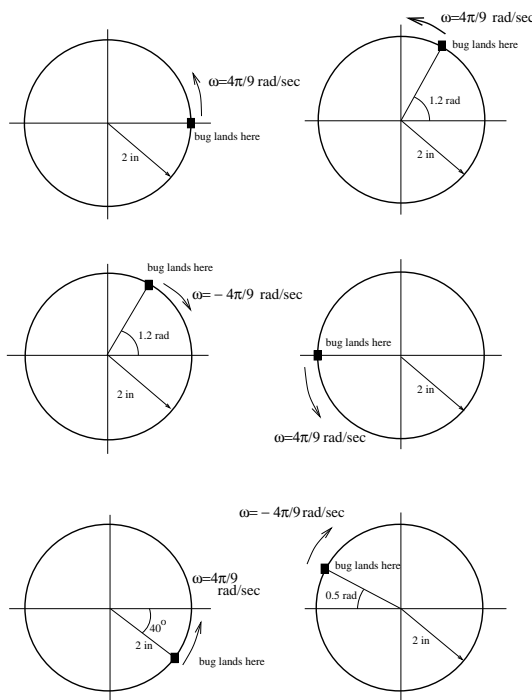 ω=4π/9 rad/sec
bug lands here
2 in
ω=4π/9 rad/sec
bug lands here
1.2 rad
2 in
bug lands here
ω= − 4π/9 rad/sec
1.2 rad
2 in
bug lands here
2 in
ω=4π/9 rad/sec
ω=4π/9
rad/sec
40°
2 in
bug lands here
ω= − 4π/9 rad/sec
bug lands here
0.5 rad
2 in